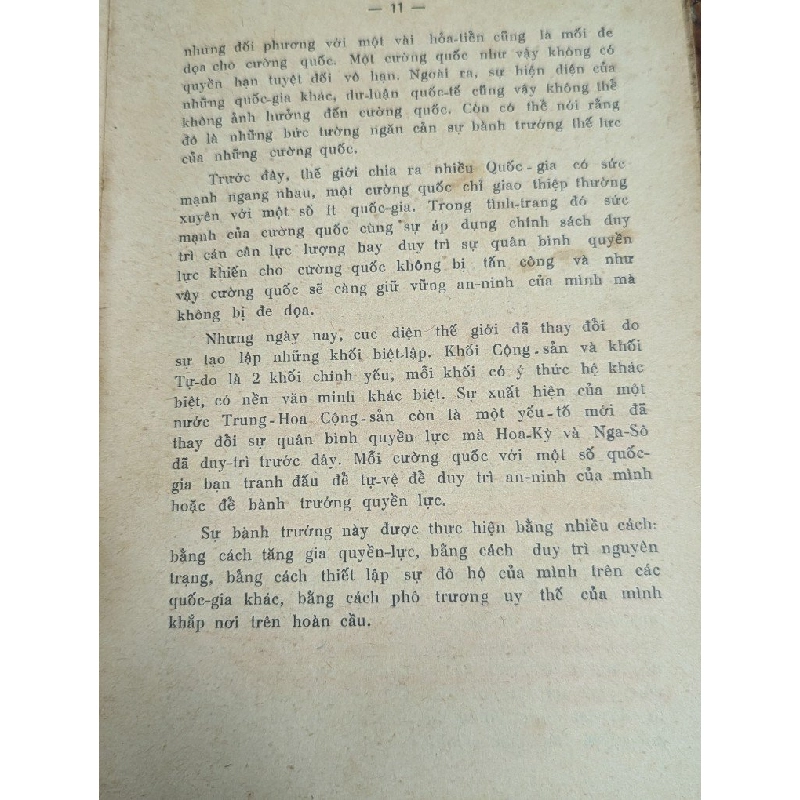 — 11 —
nhưng đối phương với một vài hỏa-tiễn cũng là mối đe
dọa cho cường quốc. Một cường quốc như vậy không có
quyền hạn tuyệt đối vô hạn. Ngoài ra, sự hiện diện của
những quốc-gia khác, dư-luận quốc-tế cũng vậy không thể
không ảnh hưởng đến cường quốc. Còn có thể nói rằng
đó là những bức tường ngăn cản sự bành trướng thế lực
của những cường quốc.
Trước đây, thế giới chia ra nhiều Quốc-gia có sức
mạnh ngang nhau, một cường quốc chỉ giao thiệp thường
xuyên với một số ít quốc-gia. Trong tình-trạng đó sức
mạnh của cường quốc cùng sự áp dụng chính sách duy
trì cán cân lực lượng hay duy trì sự quân bình quyền
lực khiến cho cường quốc không bị tấn công và như
vậy cường quốc sẽ càng giữ vững an-ninh của mình mà
không bị đe dọa.
Nhưng ngày nay, cục diện thế giới đã thay đổi do
sự tạo lập những khối biệt-lập. Khối Cộng-sản và khối
Tự-do là 2 khối chính yếu, mỗi khối có ý thức hệ khác
biệt, có nền văn minh khác biệt. Sự xuất hiện của một
nước Trung-Hoa Cộng-sản còn là một yếu-tố mới đã
thay đổi sự quân bình quyền lực mà Hoa-Kỳ và Nga-Sô
đã duy-trì trước đây. Mỗi cường quốc với một số quốc-
gia bạn tranh đấu để tự-vệ để duy trì an-ninh của mình
hoặc để bành trướng quyền lực.
Sự bành trướng này được thực hiện bằng nhiều cách:
bằng cách tăng gia quyền-lực, bằng cách duy trì nguyên
trạng, bằng cách thiết lập sự đô hộ của mình trên các
quốc-gia khác, bằng cách phô trương uy thế của mình
khắp nơi trên hoàn cầu.